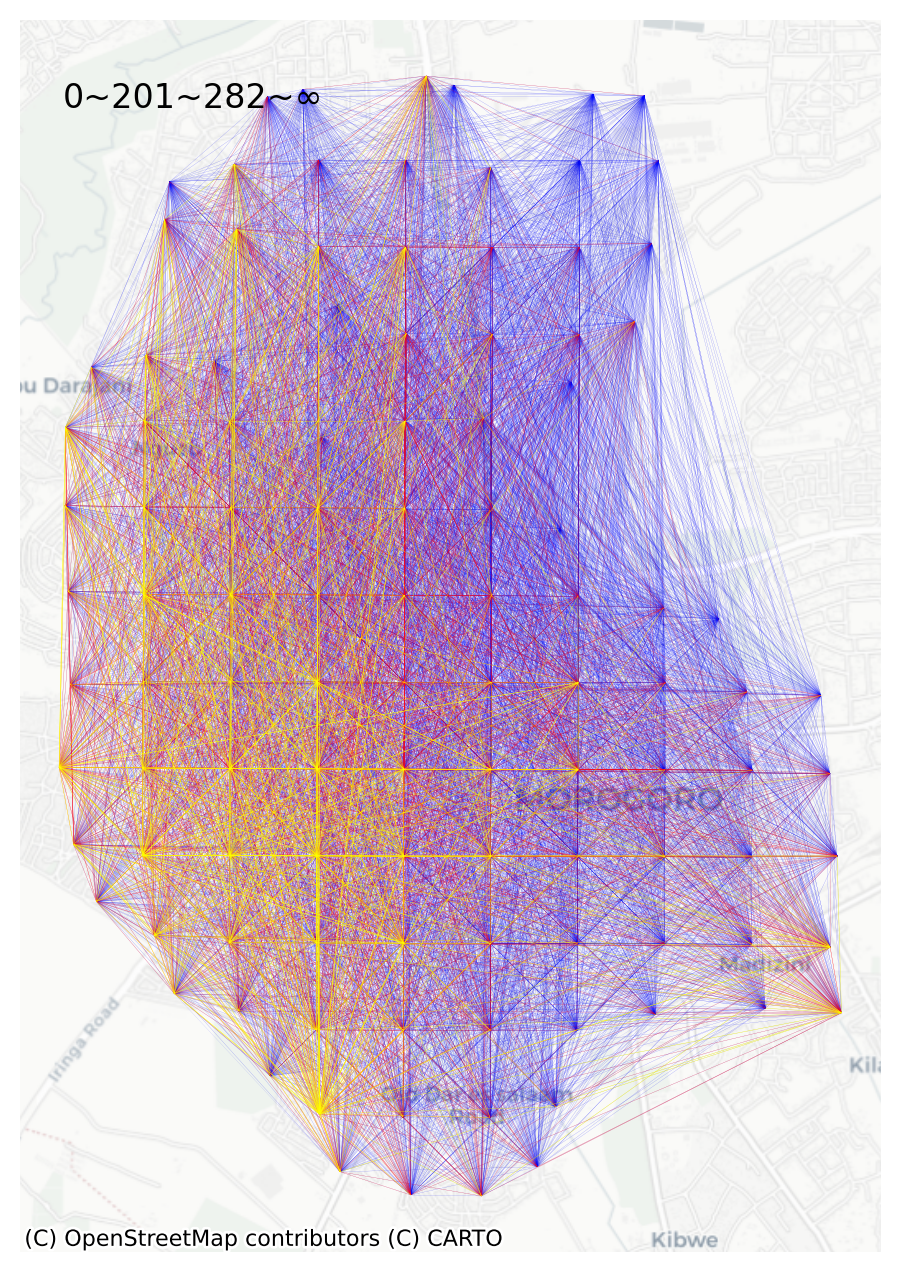 0~201~282~∞
ou Darajani
MOROGORO
Madizini
Iringa Road
Kila
Old Dar es Salaam
Road
Kibwe
(C) OpenStreetMap contributors (C) CARTO